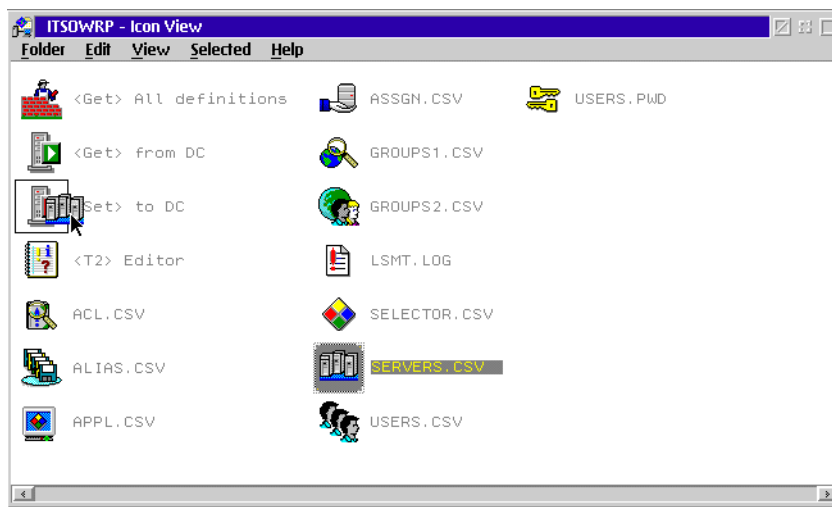 ITSOWRP - Icon View
Folder Edit View Selected Help
<Get> All definitions ASSGN.CSV USERS.PWD
<Get> from DC GROUPS1.CSV
Set> to DC GROUPS2.CSV
<T2> Editor LSMT.LOG
ACL.CSV SELECTOR.CSV
ALIAS.CSV SERVERS.CSV
APPL.CSV USERS.CSV